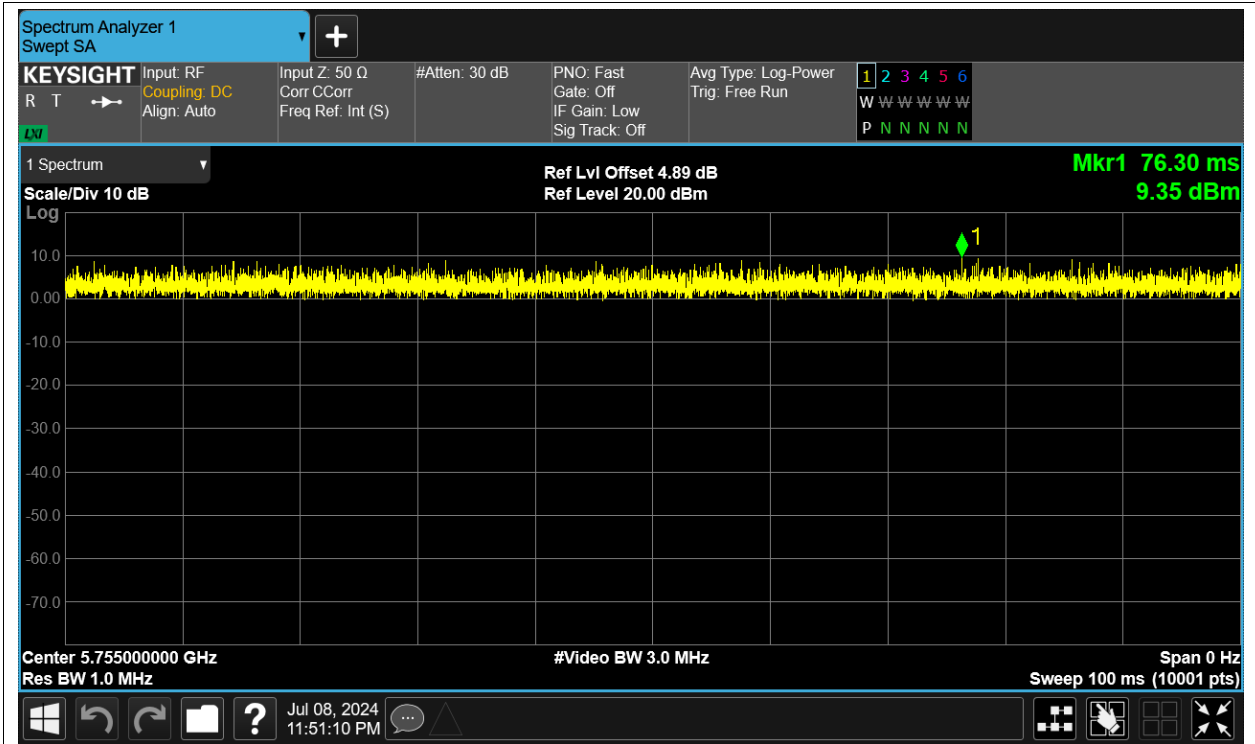 Spectrum Analyzer 1
Swept SA
KEYSIGHT
R T
LXI
Input: RF
Coupling: DC
Align: Auto
Input Z: 50 Ω
Corr CCorr
Freq Ref: Int (S)
#Atten: 30 dB
PNO: Fast
Gate: Off
IF Gain: Low
Sig Track: Off
Avg Type: Log-Power
Trig: Free Run
1 2 3 4 5 6
W W W W W W
P N N N N N
1 Spectrum
Scale/Div 10 dB
Log
Ref Lvl Offset 4.89 dB
Ref Level 20.00 dBm
Mkr1 76.30 ms
9.35 dBm
1
10.0
0.00
-10.0
-20.0
-30.0
-40.0
-50.0
-60.0
-70.0
Center 5.755000000 GHz
Res BW 1.0 MHz
#Video BW 3.0 MHz
Span 0 Hz
Sweep 100 ms (10001 pts)
?
Jul 08, 2024
11:51:10 PM